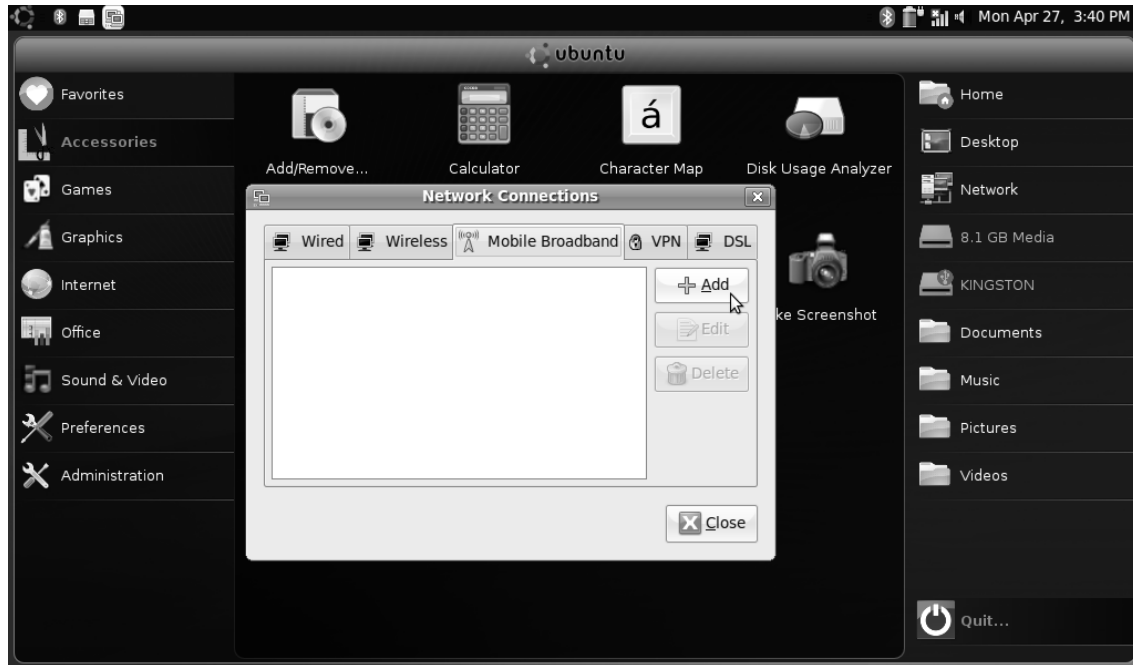 Mon Apr 27, 3:40 PM
ubuntu
Favorites
Accessories
Games
Graphics
Internet
Office
Sound & Video
Preferences
Administration
Add/Remove...
Calculator
Character Map
Disk Usage Analyzer
ke Screenshot
Network Connections
Wired
Wireless
Mobile Broadband
VPN
DSL
Add
Edit
Delete
Close
Home
Desktop
Network
8.1 GB Media
KINGSTON
Documents
Music
Pictures
Videos
Quit...